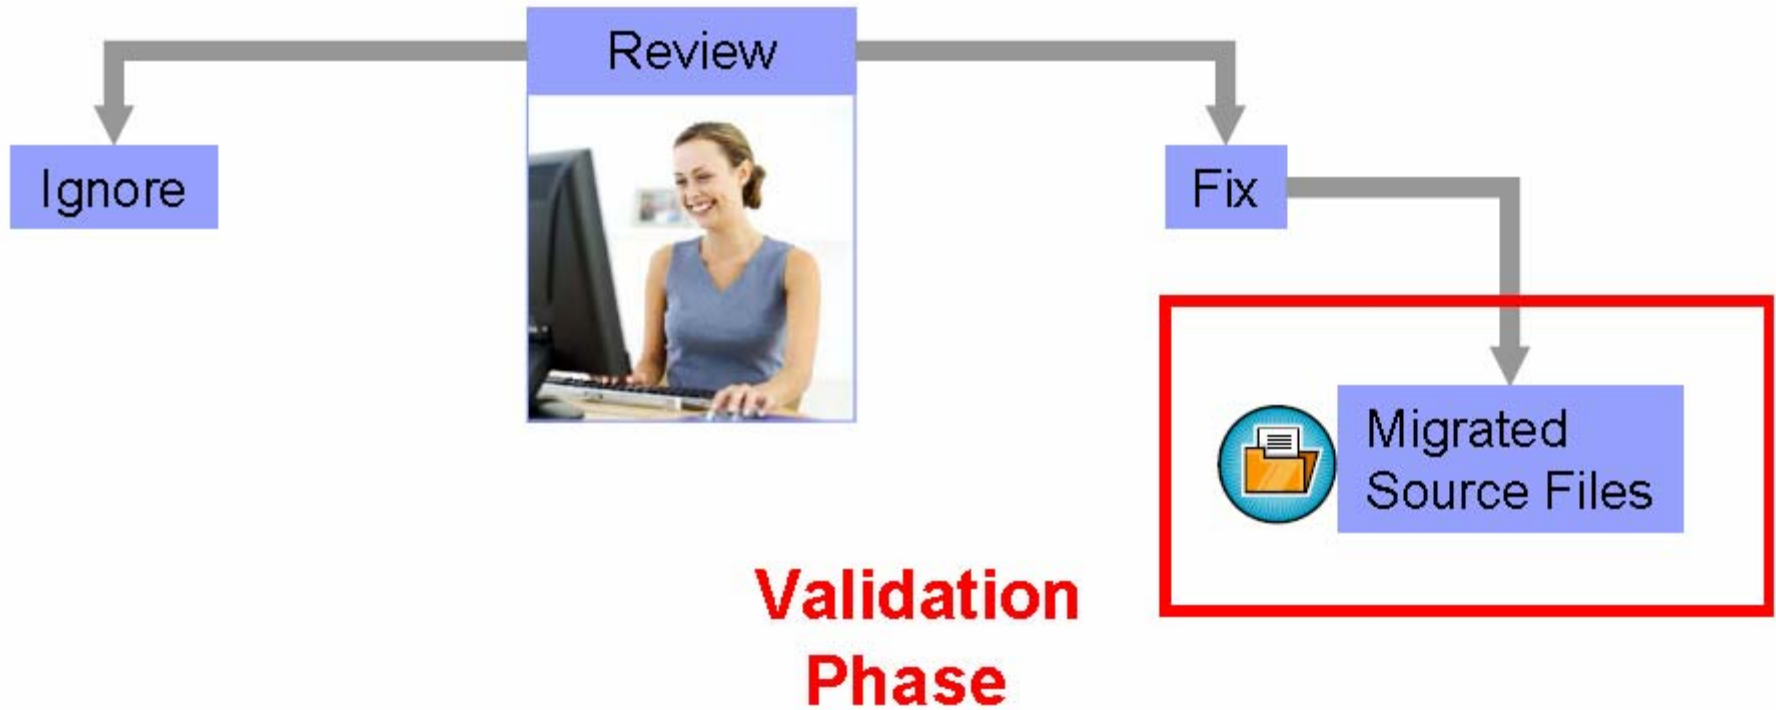 Review
Ignore
Fix
Migrated
Source Files
Validation
Phase